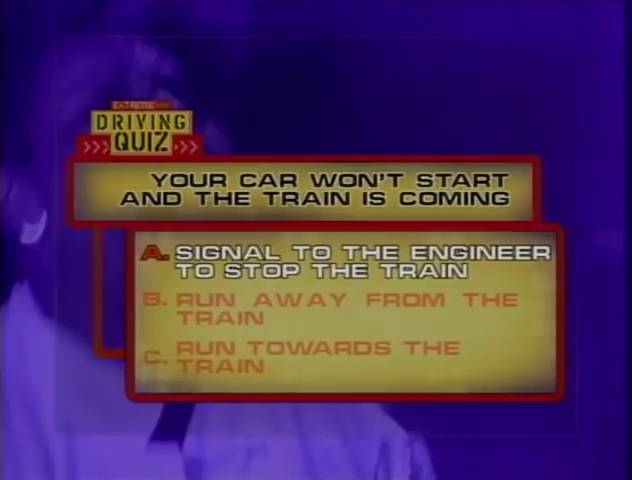 DRIVING
QUIZ
YOUR CAR WON'T START
AND THE TRAIN IS COMING
A. SIGNAL TO THE ENGINEER
TO STOP THE TRAIN
B. RUN AWAY FROM THE
TRAIN
C. RUN TOWARDS THE
TRAIN